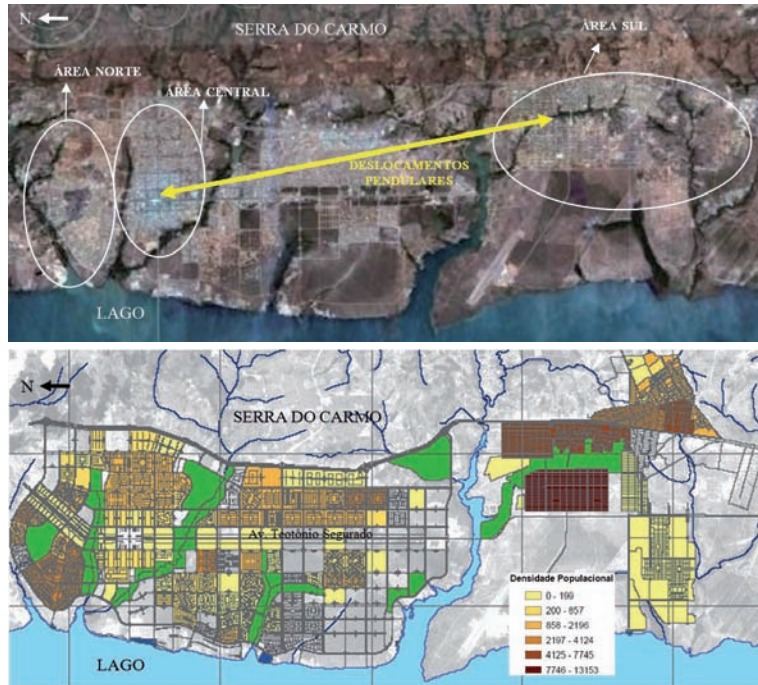 N
SERRA DO CARMO
ÁREA SUL
ÁREA NORTE
ÁREA CENTRAL
DESLOCAMENTOS
PENDULARES
LAGO
N
SERRA DO CARMO
Av. Teotônio Segurado
Densidade Populacional
0 - 199
200 - 857
858 - 2196
2197 - 4124
4125 - 7745
7746 - 13153
LAGO